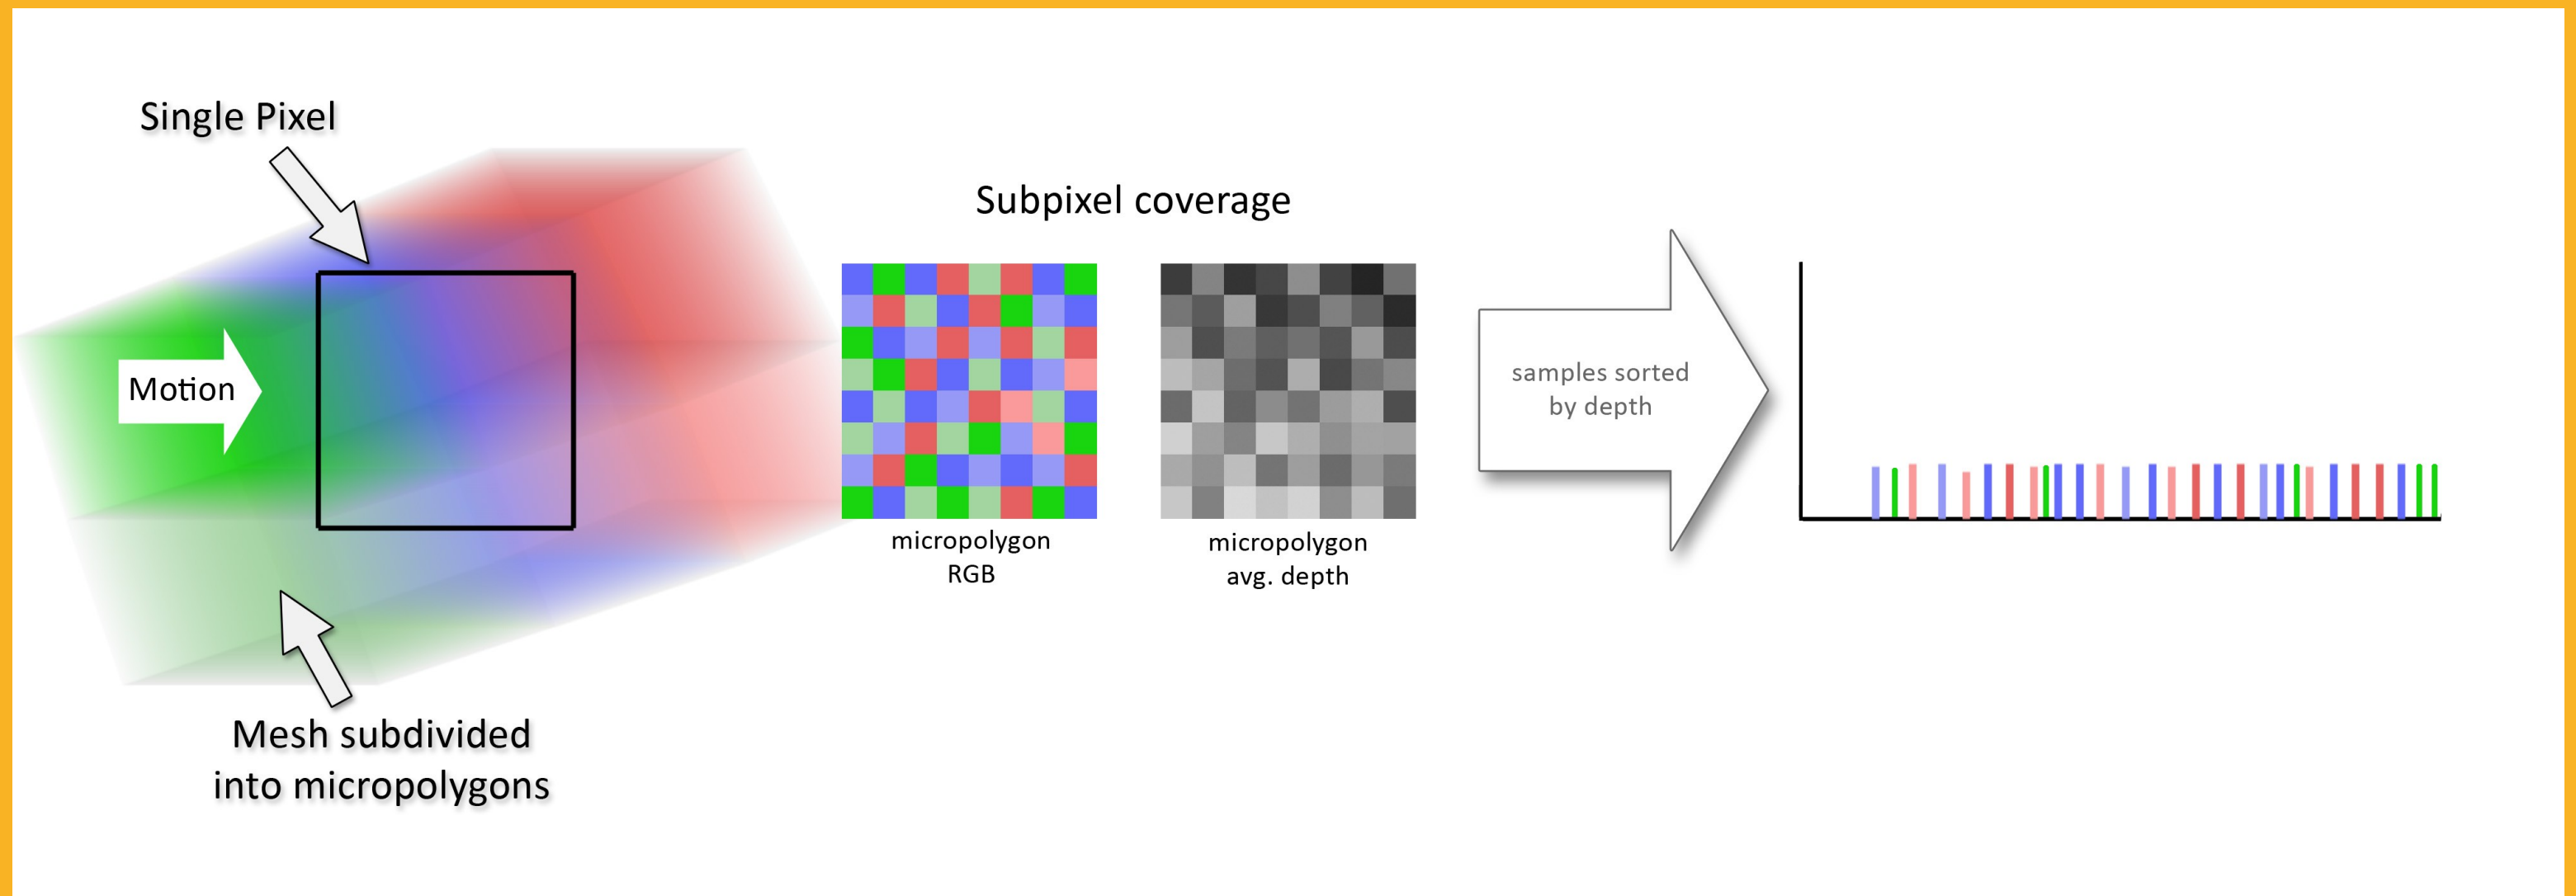 Single Pixel
Motion
Mesh subdivided
into micropolygons
Subpixel coverage
micropolygon
RGB
micropolygon
avg. depth
samples sorted
by depth